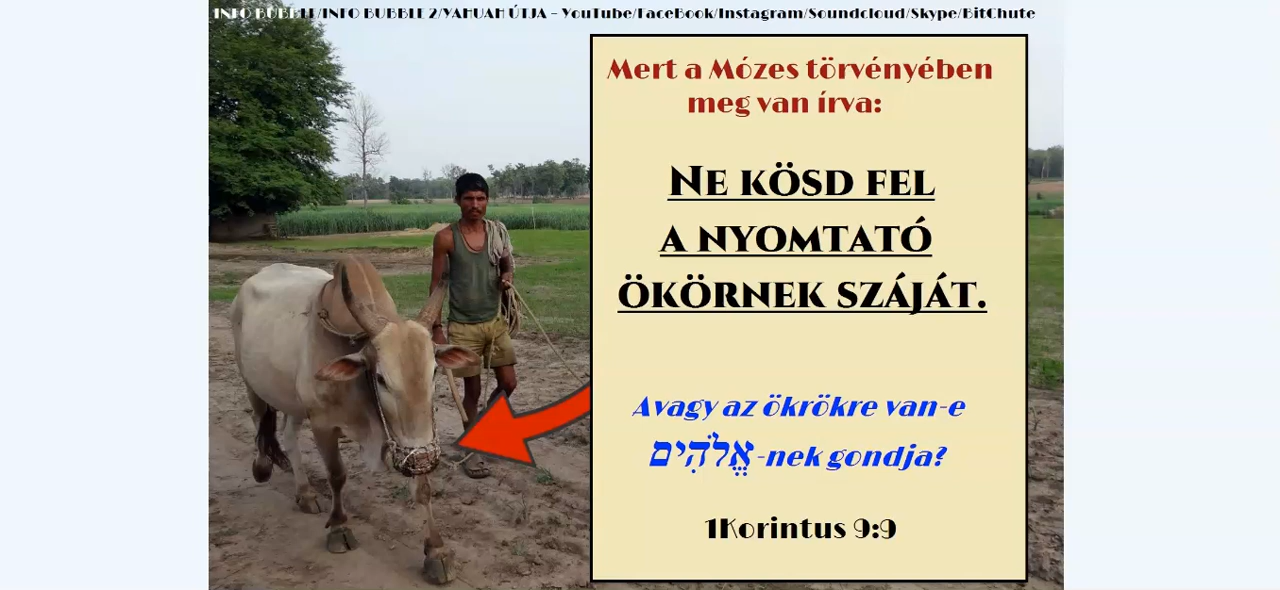 INFO BUBBLE/INFO BUBBLE 2/YAHUAH ÚTJA – YouTube/FaceBook/Instagram/Soundcloud/Skype/BitChute
Mert a Mózes törvényében
meg van írva:
NE KÖSD FEL
A NYOMTATÓ
ÖKÖRNEK SZÁJÁT.
Avagy az ökrökre van-e
אֱלֹהִים-nek gondja?
1Korintus 9:9